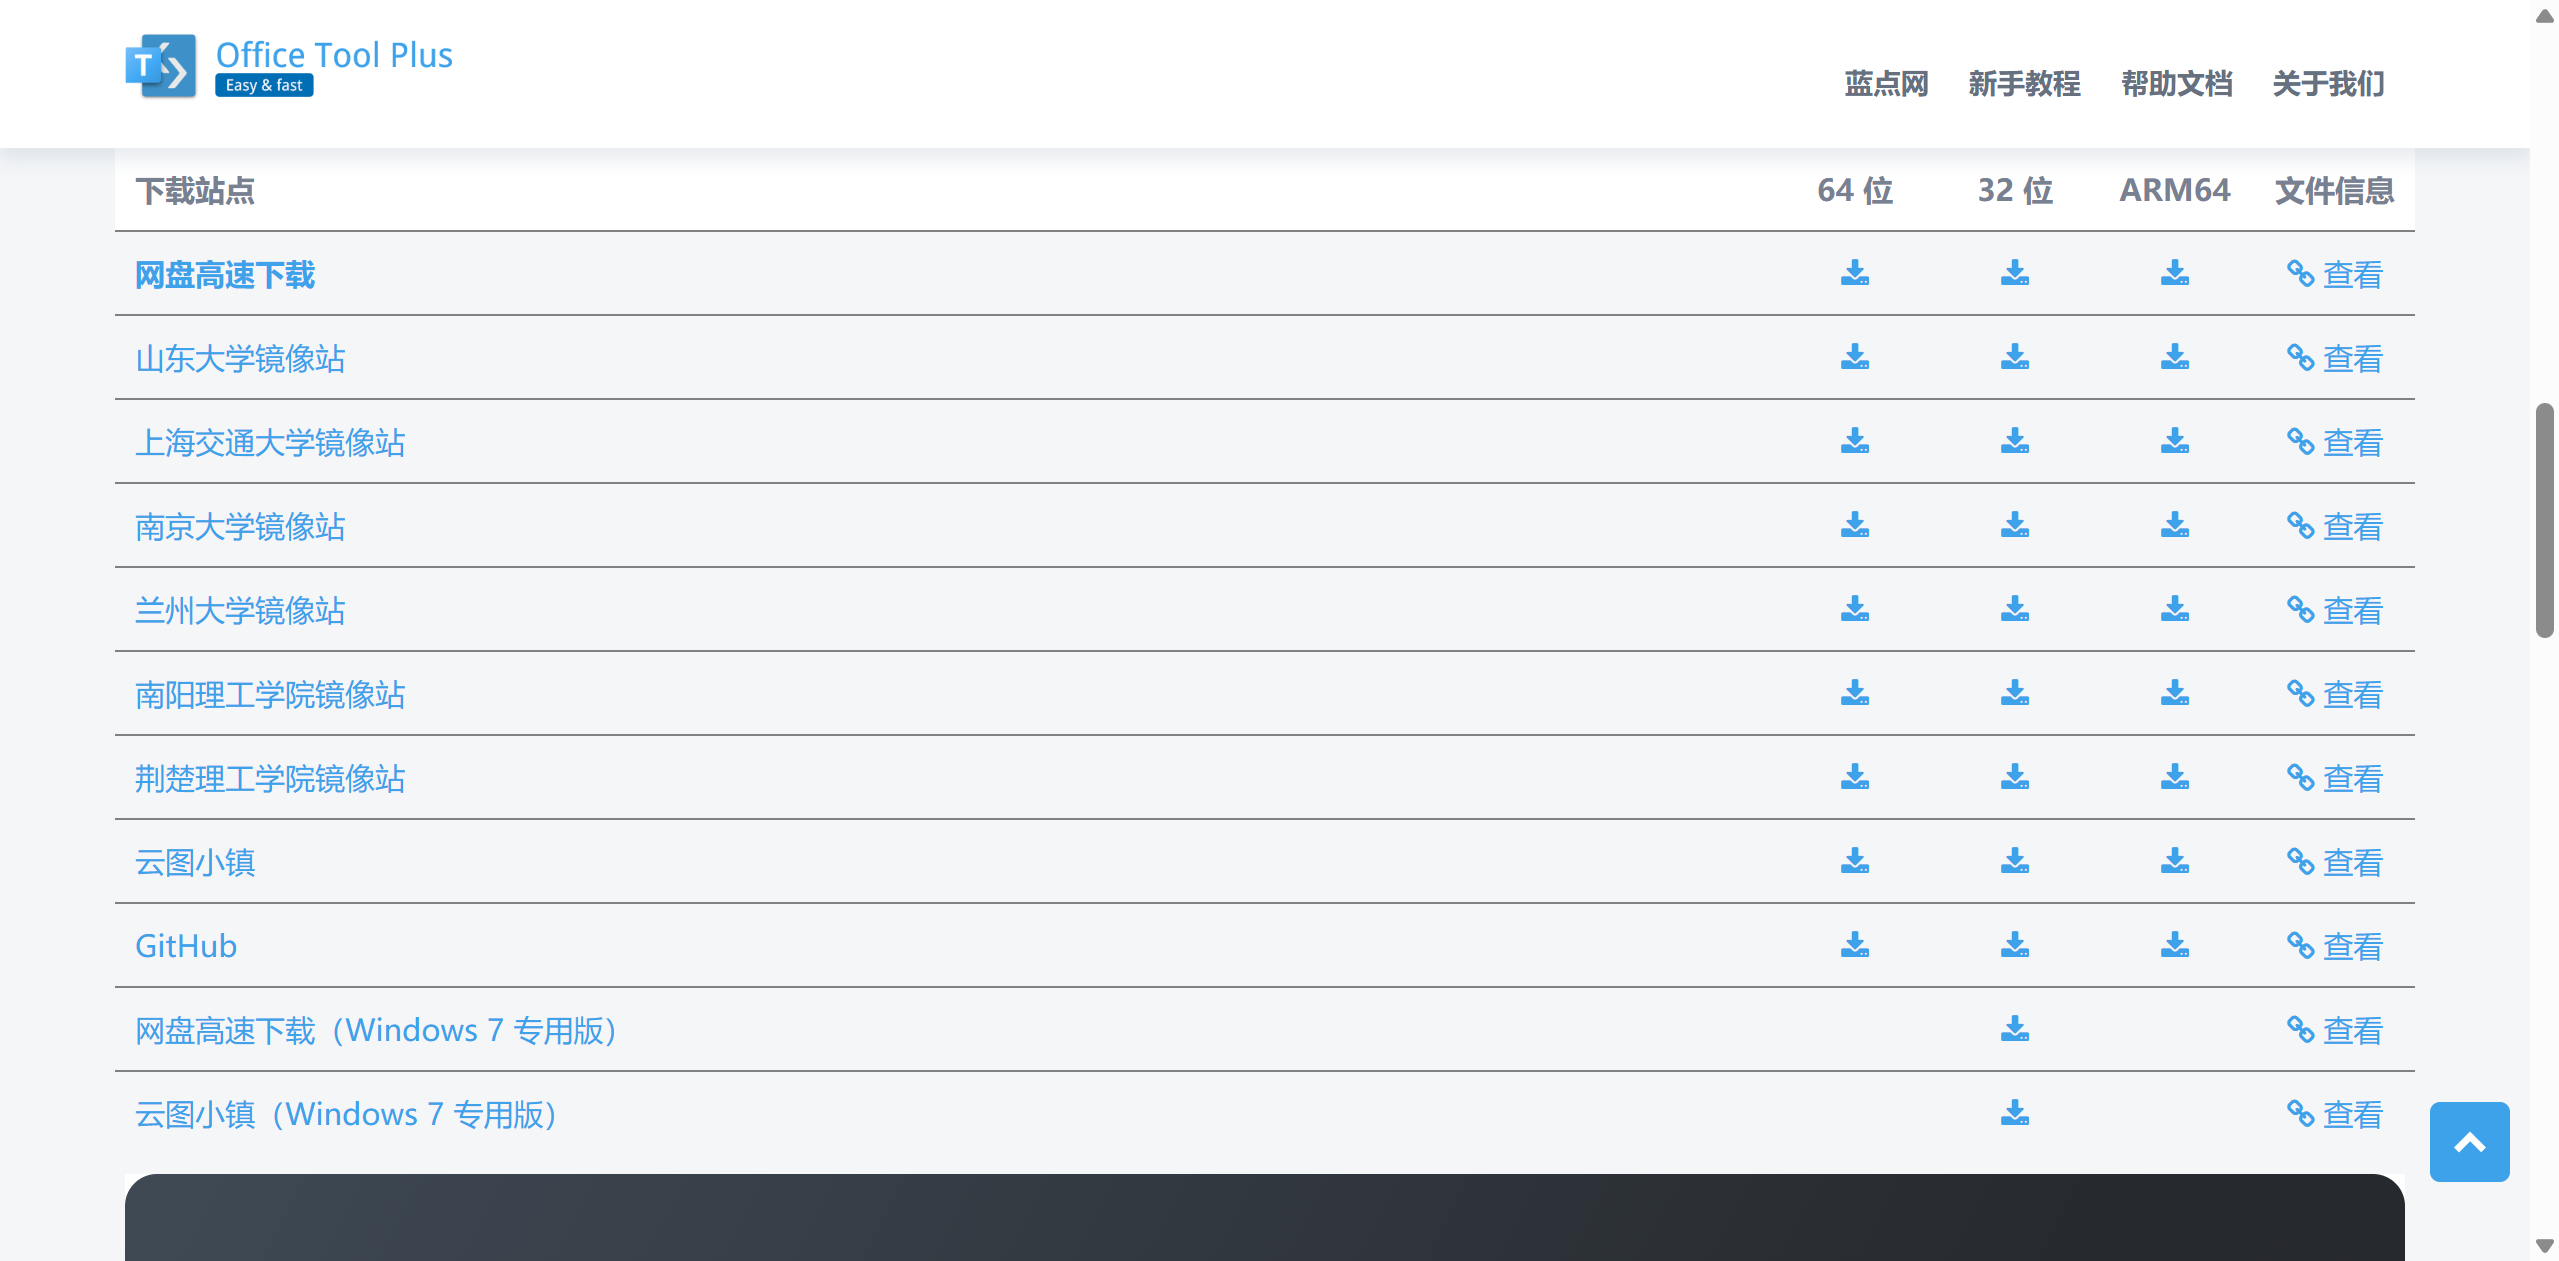 T Office Tool Plus
Easy & fast
蓝点网 新手教程 帮助文档 关于我们
下载站点 64 位 32 位 ARM64 文件信息
网盘高速下载 查看
山东大学镜像站 查看
上海交通大学镜像站 查看
南京大学镜像站 查看
兰州大学镜像站 查看
南阳理工学院镜像站 查看
荆楚理工学院镜像站 查看
云图小镇 查看
GitHub 查看
网盘高速下载（Windows 7 专用版） 查看
云图小镇（Windows 7 专用版） 查看